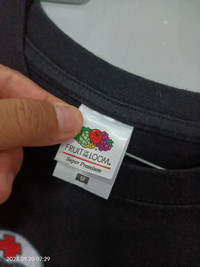 FRUIT OF THE LOOM®
Super Premium
M
2023.09.20 07:29